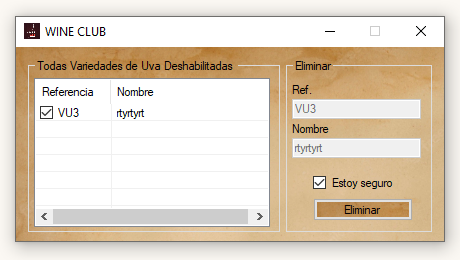 WINE CLUB
Todas Variedades de Uva Deshabilitadas
Referencia Nombre
VU3 rtyrtyrt
Eliminar
Ref.
VU3
Nombre
rtyrtyrt
Estoy seguro
Eliminar